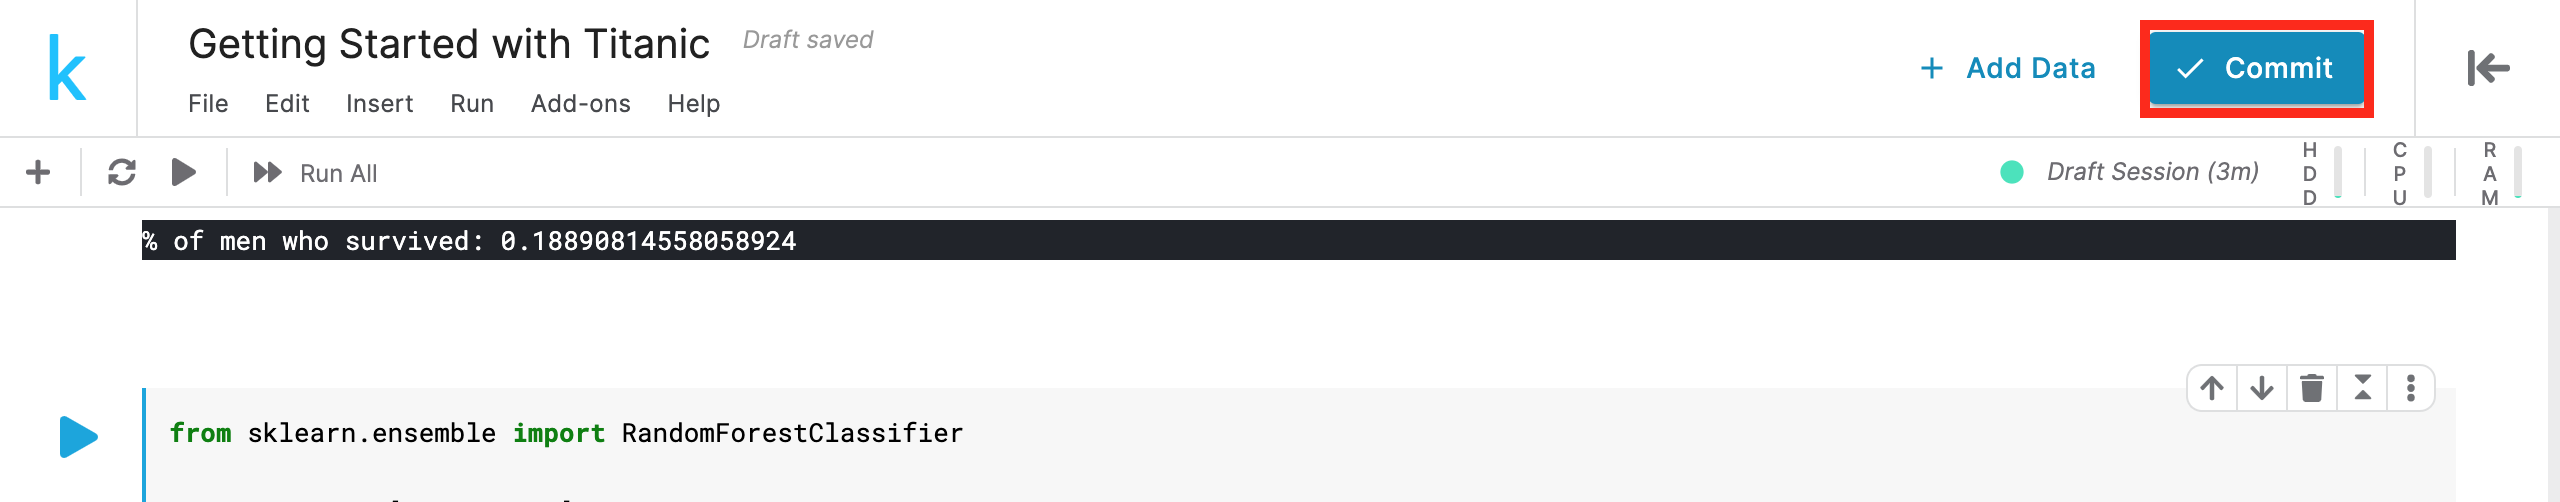 k
Getting Started with Titanic Draft saved
File Edit Insert Run Add-ons Help
+ Add Data
Commit
Run All
Draft Session (3m)
HDD
CPU
RAM
% of men who survived: 0.18890814558058924
from sklearn.ensemble import RandomForestClassifier